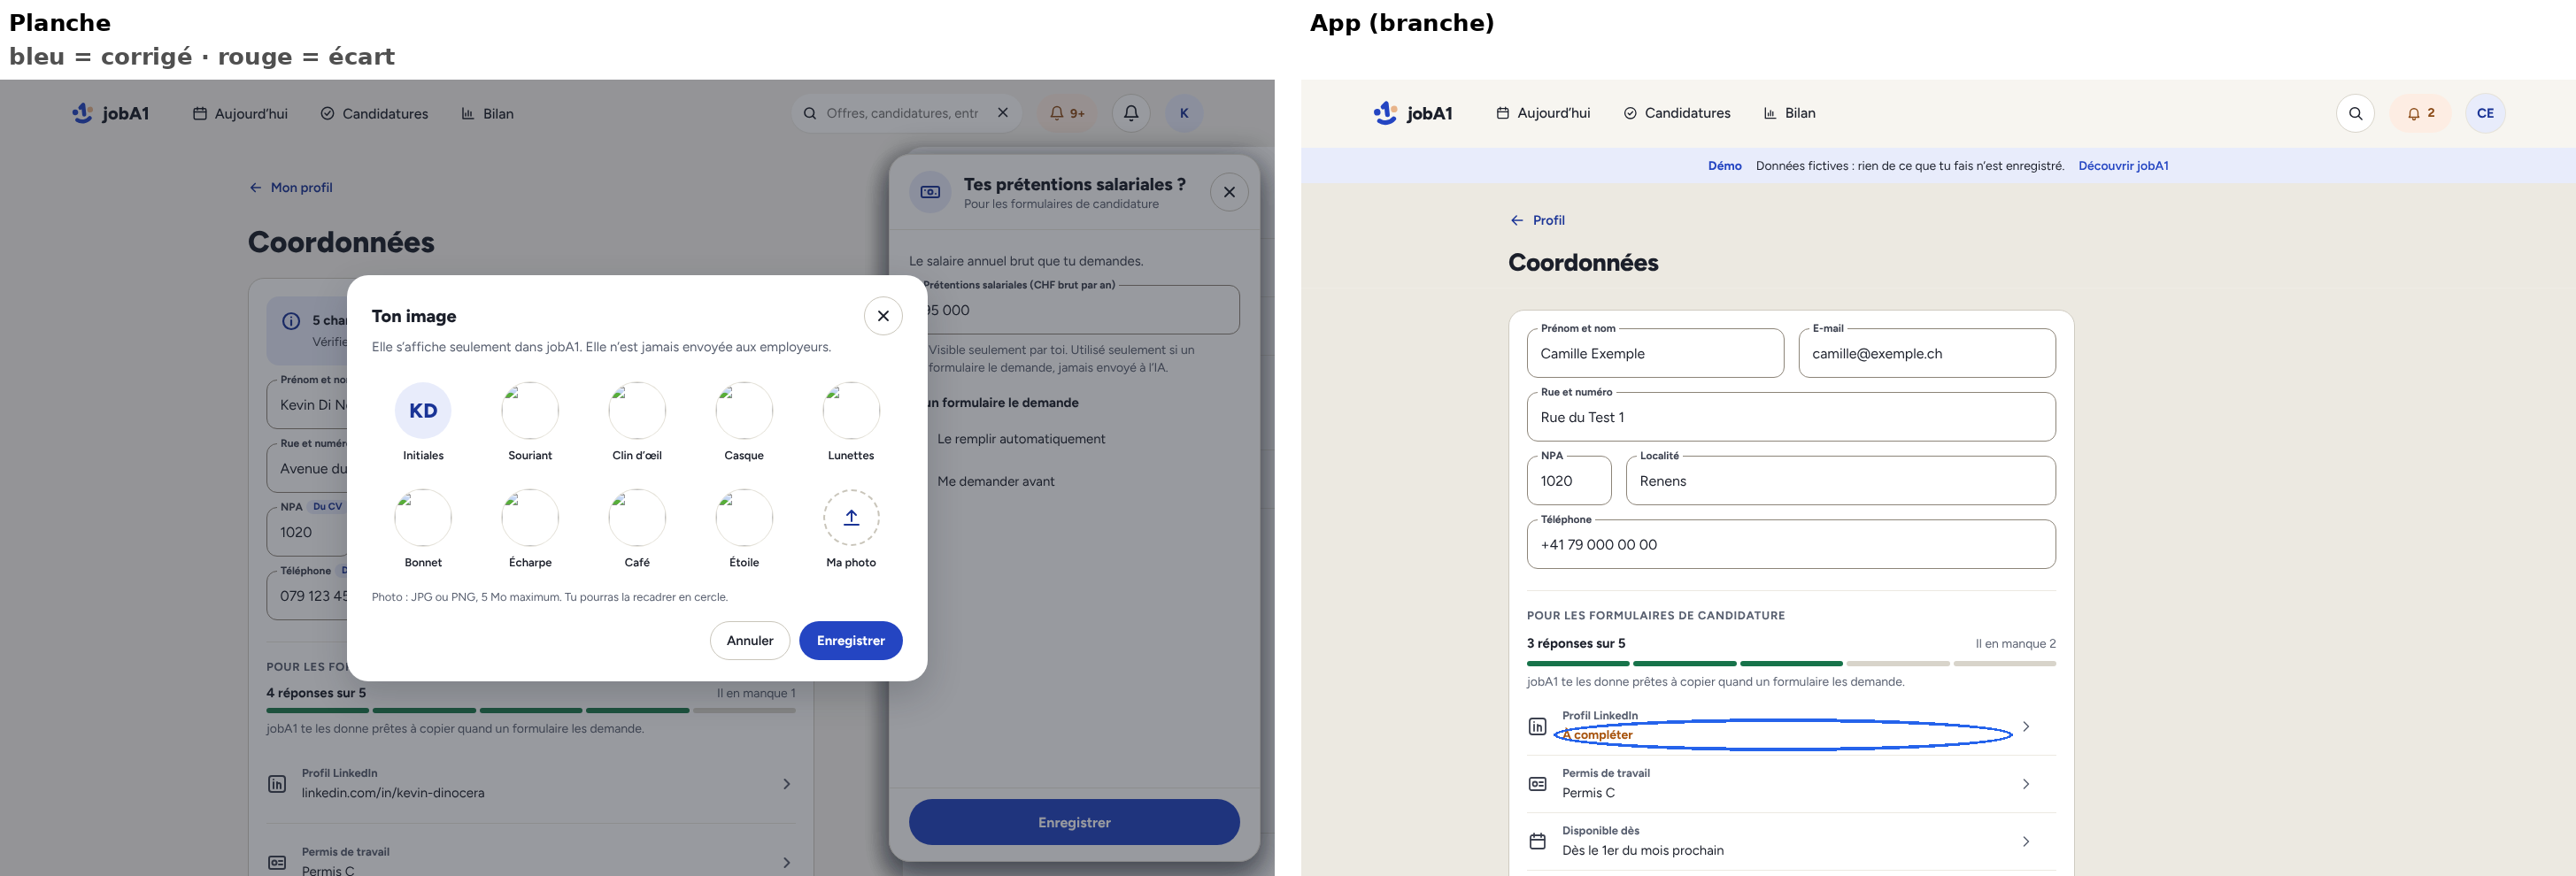 Planche
bleu = corrigé · rouge = écart
jobA1
Aujourd'hui
Candidatures
Bilan
Offres, candidatures, entr
9+
K
Mon profil
Coordonnées
5 char
Vérifie
Prénom et no
Kevin Di N
Rue et numér
Avenue du
NPA
Du CV
1020
Téléphone
D
079 123 45
POUR LES FO
4 réponses sur 5
Il en manque 1
jobA1 te les donne prêtes à copier quand un formulaire les demande.
Profil LinkedIn
linkedin.com/in/kevin-dinocera
Permis de travail
Permis C
Tes prétentions salariales ?
Pour les formulaires de candidature
Le salaire annuel brut que tu demandes.
Prétentions salariales (CHF brut par an)
95 000
Visible seulement par toi. Utilisé seulement si un
formulaire le demande, jamais envoyé à l'IA.
un formulaire le demande
Le remplir automatiquement
Me demander avant
Enregistrer
Ton image
Elle s'affiche seulement dans jobA1. Elle n'est jamais envoyée aux employeurs.
KD
Initiales
Souriant
Clin d'œil
Casque
Lunettes
Bonnet
Écharpe
Café
Étoile
Ma photo
Photo : JPG ou PNG, 5 Mo maximum. Tu pourras la recadrer en cercle.
Annuler
Enregistrer
App (branche)
jobA1
Aujourd'hui
Candidatures
Bilan
2
CE
Démo Données fictives : rien de ce que tu fais n'est enregistré. Découvrir jobA1
Profil
Coordonnées
Prénom et nom
Camille Exemple
E-mail
camille@exemple.ch
Rue et numéro
Rue du Test 1
NPA
1020
Localité
Renens
Téléphone
+41 79 000 00 00
POUR LES FORMULAIRES DE CANDIDATURE
3 réponses sur 5
Il en manque 2
jobA1 te les donne prêtes à copier quand un formulaire les demande.
Profil LinkedIn
À compléter
Permis de travail
Permis C
Disponible dès
Dès le 1er du mois prochain